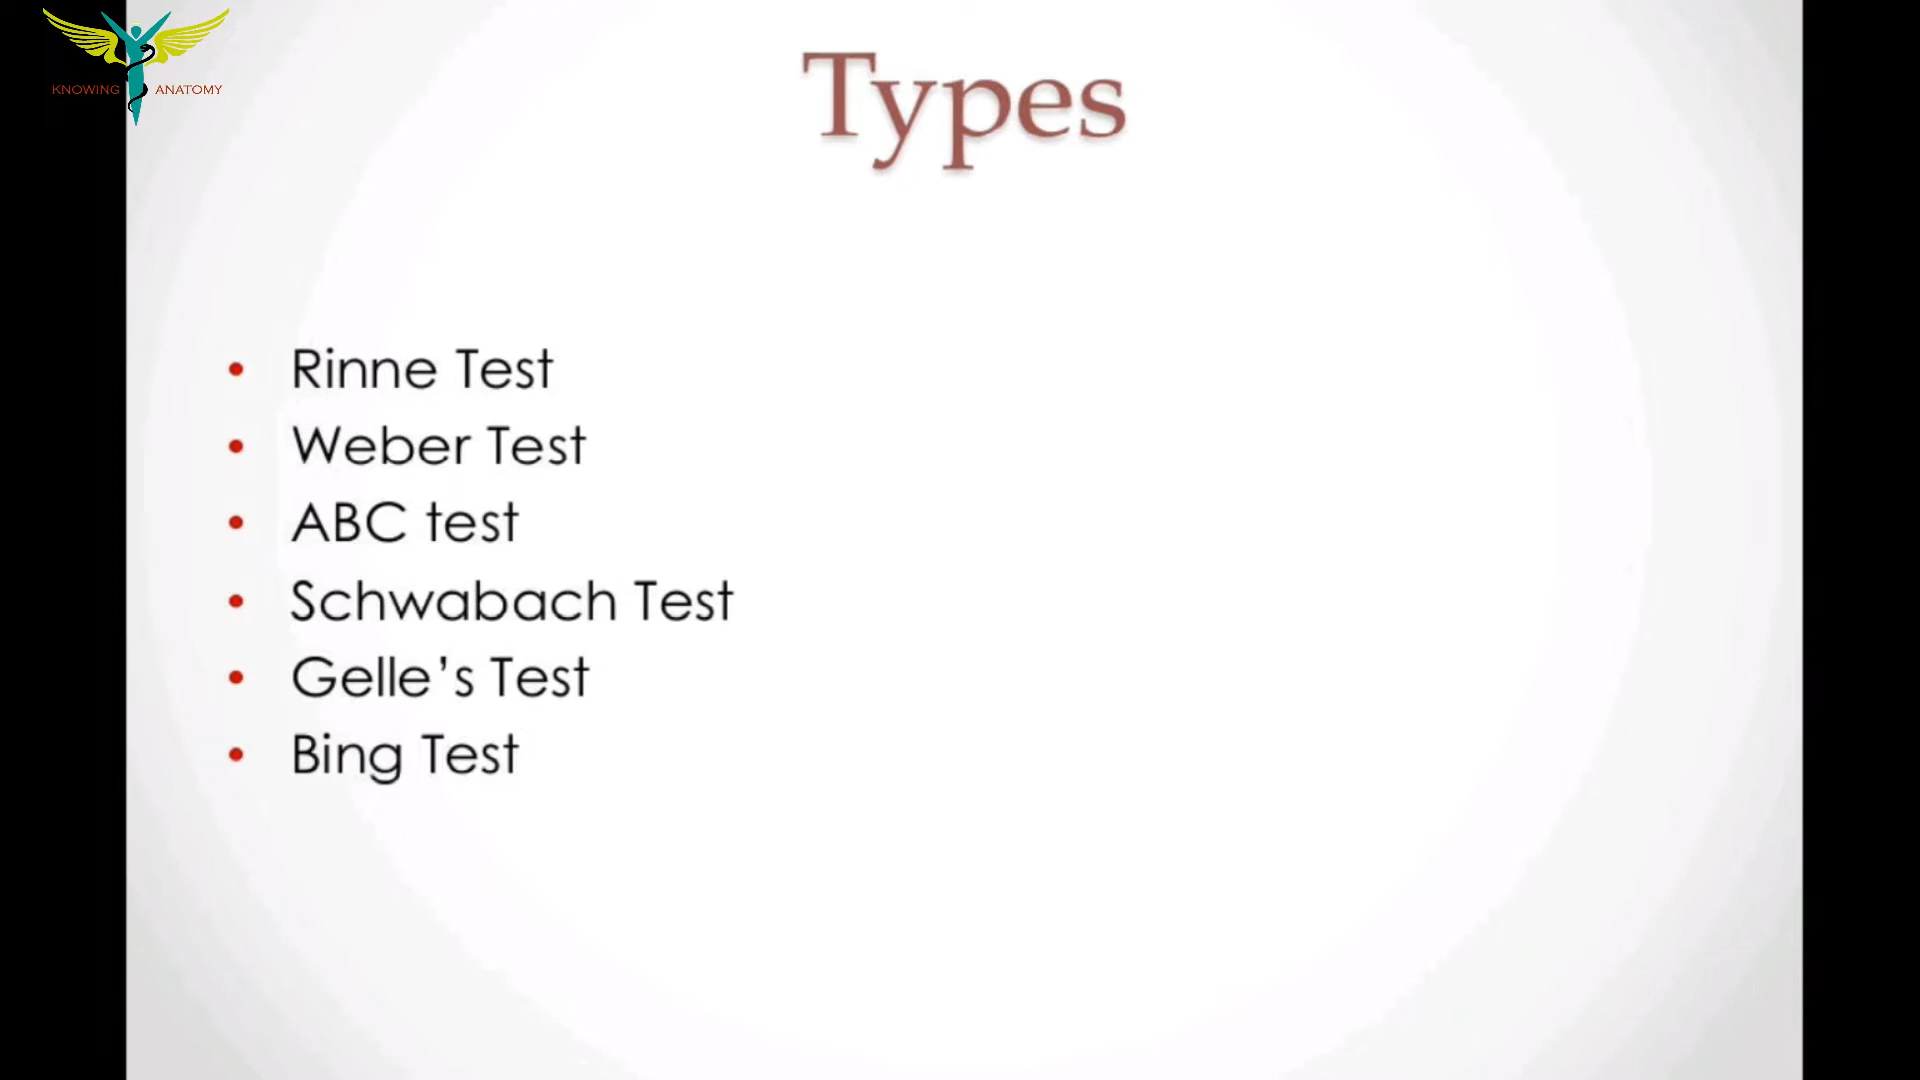 KNOWING ANATOMY
Types
• Rinne Test
• Weber Test
• ABC test
• Schwabach Test
• Gelle’s Test
• Bing Test